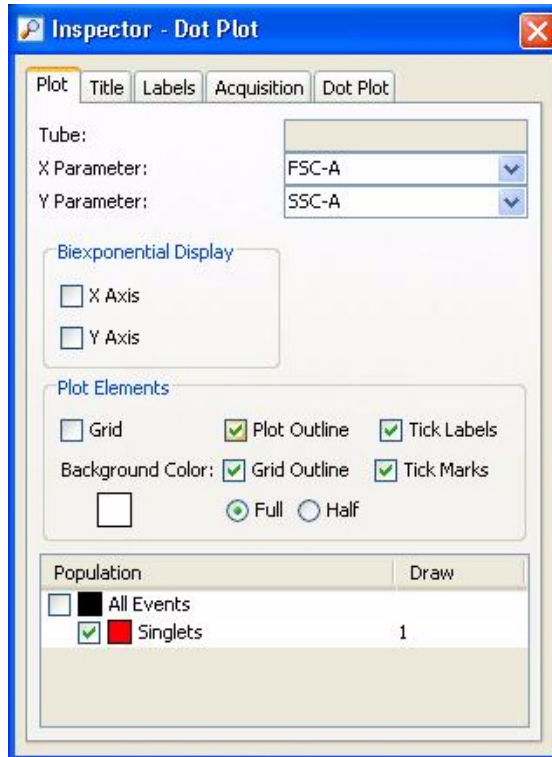 Inspector - Dot Plot
Plot Title Labels Acquisition Dot Plot
Tube:
X Parameter: FSC-A
Y Parameter: SSC-A
Biexponential Display
X Axis
Y Axis
Plot Elements
Grid Plot Outline Tick Labels
Background Color: Grid Outline Tick Marks
Full Half
Population Draw
All Events
Singlets 1